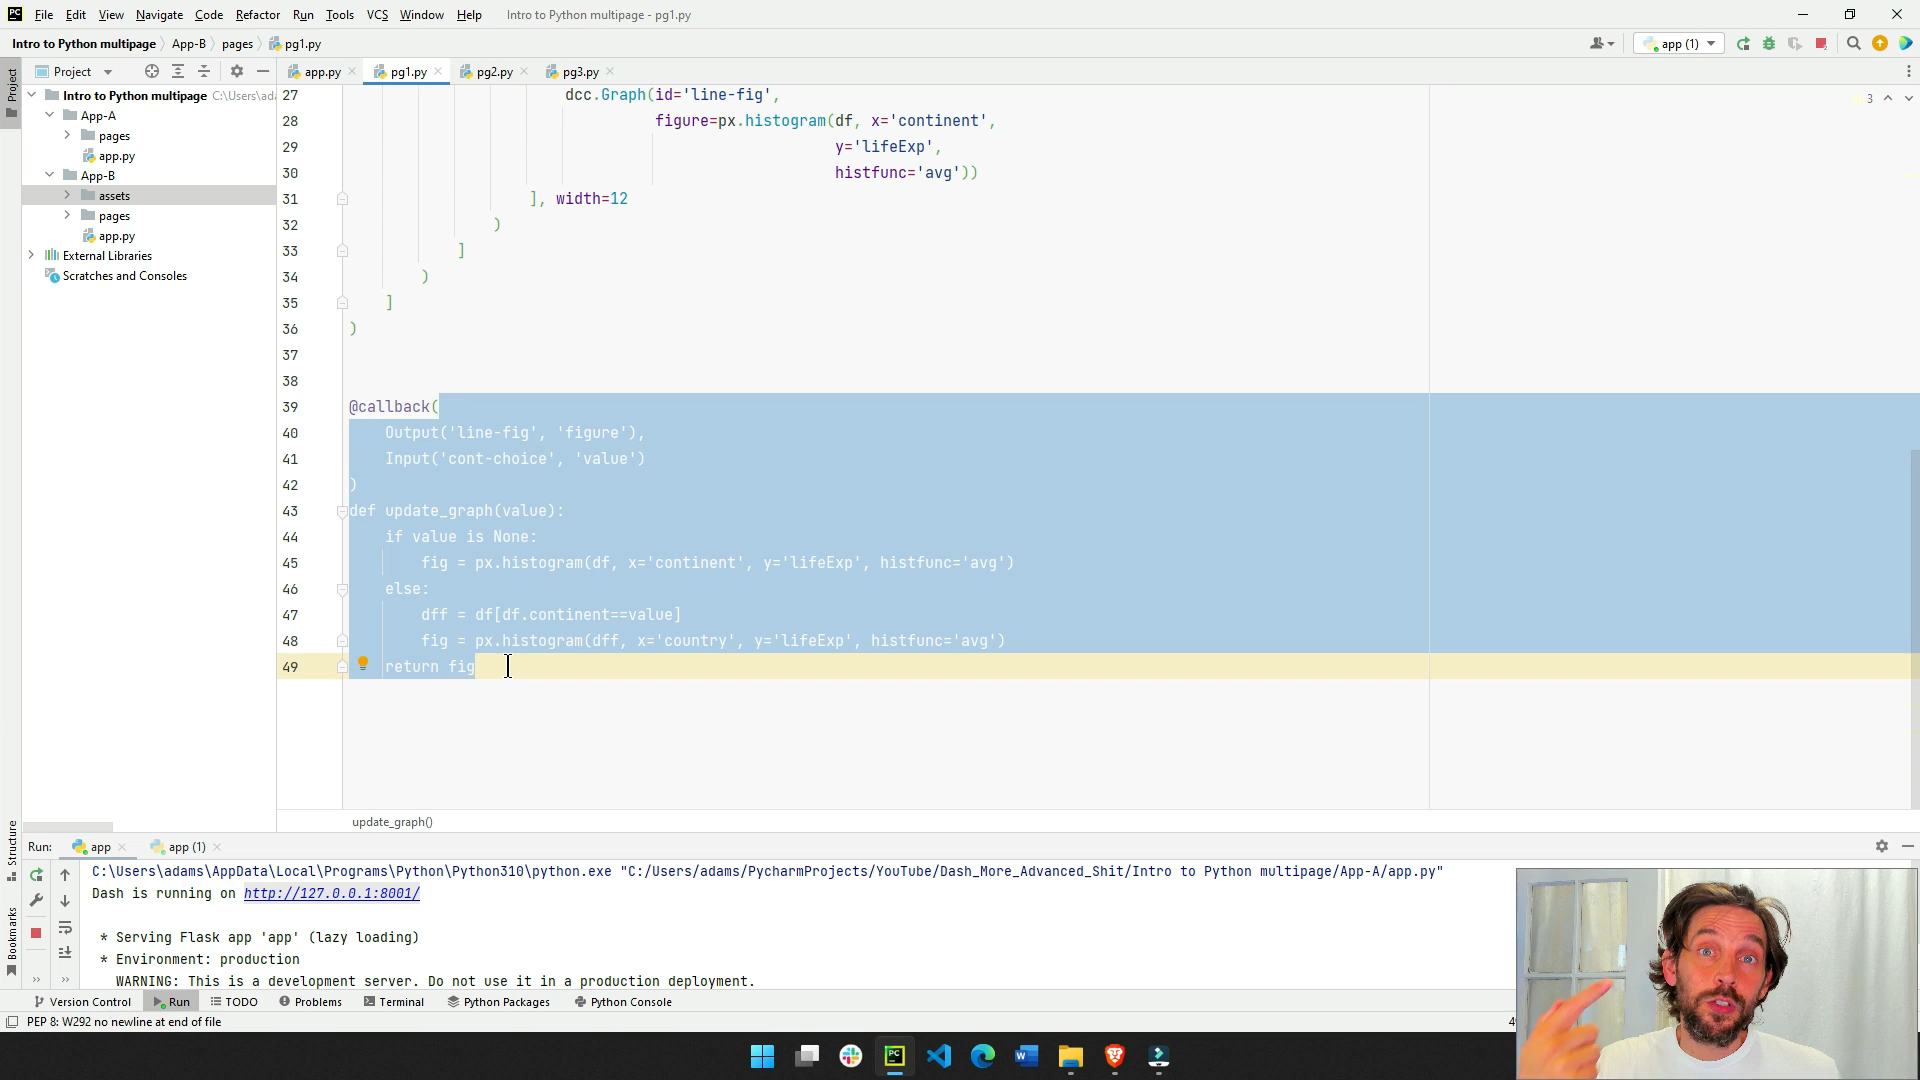 File Edit View Navigate Code Refactor Run Tools VCS Window Help Intro to Python multipage - pg1.py
Intro to Python multipage App-B pages pg1.py app (1)
Project app.py pg1.py pg2.py pg3.py
Project
Intro to Python multipage C:\Users\ada
App-A
pages
app.py
App-B
assets
pages
app.py
External Libraries
Scratches and Consoles
3
27 dcc.Graph(id='line-fig',
28 figure=px.histogram(df, x='continent',
29 y='lifeExp',
30 histfunc='avg'))
31 ], width=12
32 )
33 ]
34 )
35 ]
36 )
37
38
39 @callback(
40 Output('line-fig', 'figure'),
41 Input('cont-choice', 'value')
42 )
43 def update_graph(value):
44 if value is None:
45 fig = px.histogram(df, x='continent', y='lifeExp', histfunc='avg')
46 else:
47 dff = df[df.continent==value]
48 fig = px.histogram(dff, x='country', y='lifeExp', histfunc='avg')
49 return fig
update_graph()
Structure
Bookmarks
Run: app app (1)
C:\Users\adams\AppData\Local\Programs\Python\Python310\python.exe "C:/Users/adams/PycharmProjects/YouTube/Dash_More_Advanced_Shit/Intro to Python multipage/App-A/app.py"
Dash is running on http://127.0.0.1:8001/
* Serving Flask app 'app' (lazy loading)
* Environment: production
WARNING: This is a development server. Do not use it in a production deployment.
Version Control Run TODO Problems Terminal Python Packages Python Console
PEP 8: W292 no newline at end of file